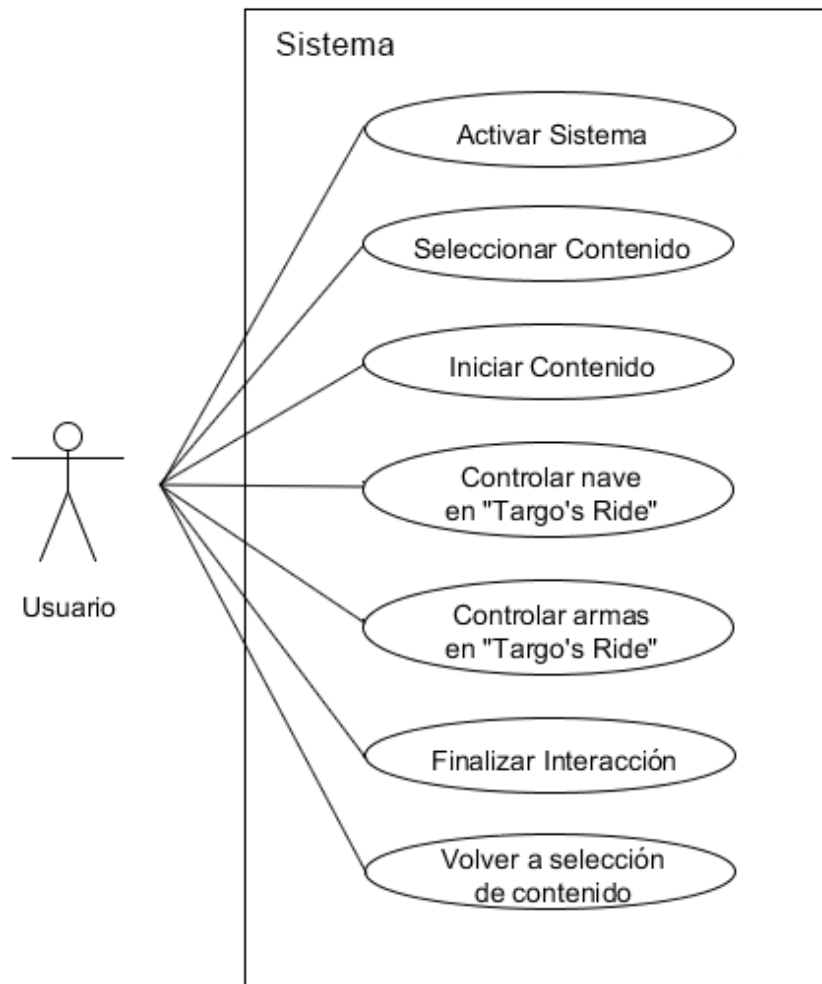 Sistema
Activar Sistema
Seleccionar Contenido
Iniciar Contenido
Controlar nave
en "Targo's Ride"
Usuario
Controlar armas
en "Targo's Ride"
Finalizar Interacción
Volver a selección
de contenido